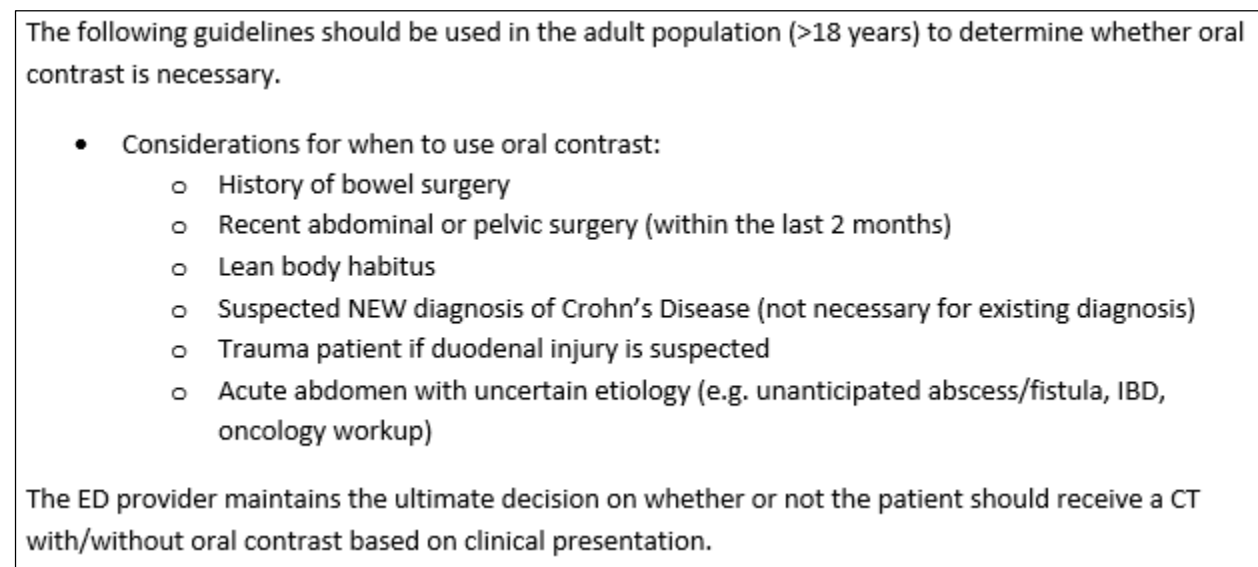 The following guidelines should be used in the adult population (>18 years) to determine whether oral
contrast is necessary.
• Considerations for when to use oral contrast:
o History of bowel surgery
o Recent abdominal or pelvic surgery (within the last 2 months)
o Lean body habitus
o Suspected NEW diagnosis of Crohn’s Disease (not necessary for existing diagnosis)
o Trauma patient if duodenal injury is suspected
o Acute abdomen with uncertain etiology (e.g. unanticipated abscess/fistula, IBD,
oncology workup)
The ED provider maintains the ultimate decision on whether or not the patient should receive a CT
with/without oral contrast based on clinical presentation.